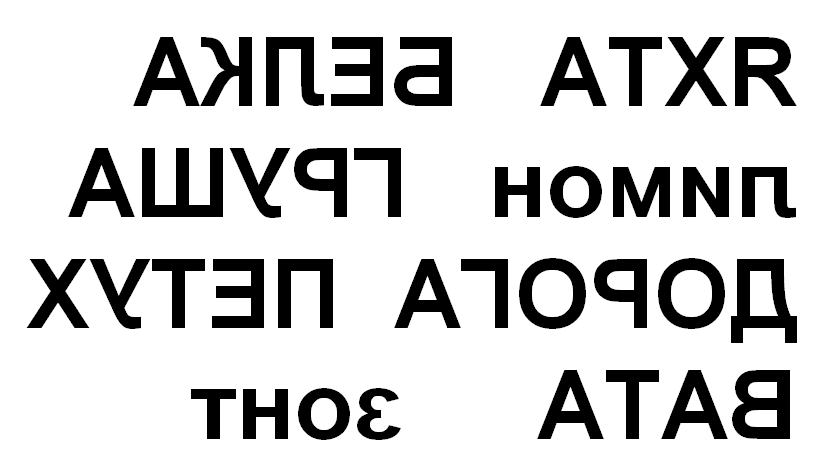 ЯХТА БЕЛКА
лимон ГРУША
ДОРОГА ПЕТУХ
ВАТА зонт